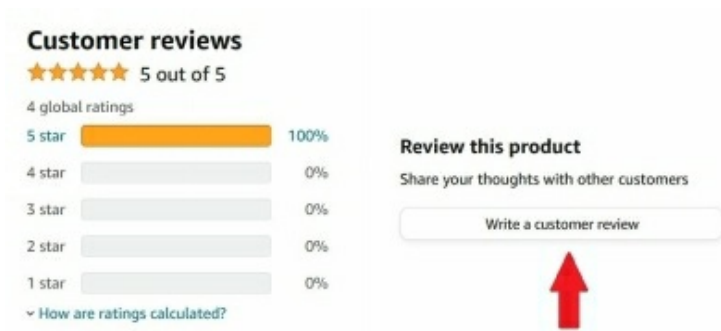 Customer reviews
5 out of 5
4 global ratings
5 star 100%
4 star 0%
3 star 0%
2 star 0%
1 star 0%
How are ratings calculated?
Review this product
Share your thoughts with other customers
Write a customer review